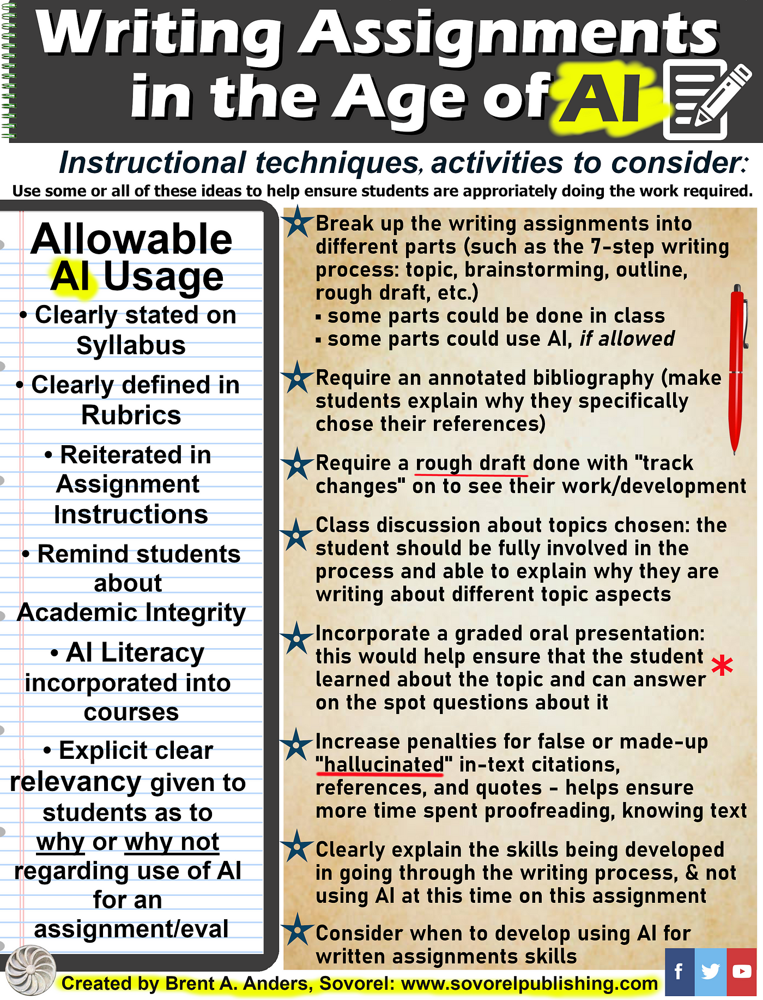 Writing Assignments
in the Age of AI
Instructional techniques, activities to consider:
Use some or all of these ideas to help ensure students are approriately doing the work required.
Allowable
AI Usage
• Clearly stated on
Syllabus
• Clearly defined in
Rubrics
• Reiterated in
Assignment
Instructions
• Remind students
about
Academic Integrity
• AI Literacy
incorporated into
courses
• Explicit clear
relevancy given to
students as to
why or why not
regarding use of AI
for an
assignment/eval
Break up the writing assignments into
different parts (such as the 7-step writing
process: topic, brainstorming, outline,
rough draft, etc.)
▪ some parts could be done in class
▪ some parts could use AI, if allowed
Require an annotated bibliography (make
students explain why they specifically
chose their references)
Require a rough draft done with "track
changes" on to see their work/development
Class discussion about topics chosen: the
student should be fully involved in the
process and able to explain why they are
writing about different topic aspects
Incorporate a graded oral presentation:
this would help ensure that the student
learned about the topic and can answer *
on the spot questions about it
Increase penalties for false or made-up
"hallucinated" in-text citations,
references, and quotes - helps ensure
more time spent proofreading, knowing text
Clearly explain the skills being developed
in going through the writing process, & not
using AI at this time on this assignment
Consider when to develop using AI for
written assignments skills
Created by Brent A. Anders, Sovorel: www.sovorelpublishing.com